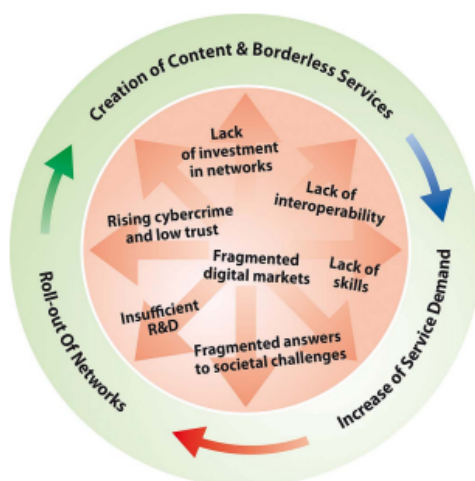 Creation of Content & Borderless Services
Lack
of investment
in networks
Lack of
interoperability
Rising cybercrime
and low trust
Fragmented
digital markets
Lack of
skills
Insufficient
R&D
Fragmented answers
to societal challenges
Roll-out Of Networks
Increase of Service Demand